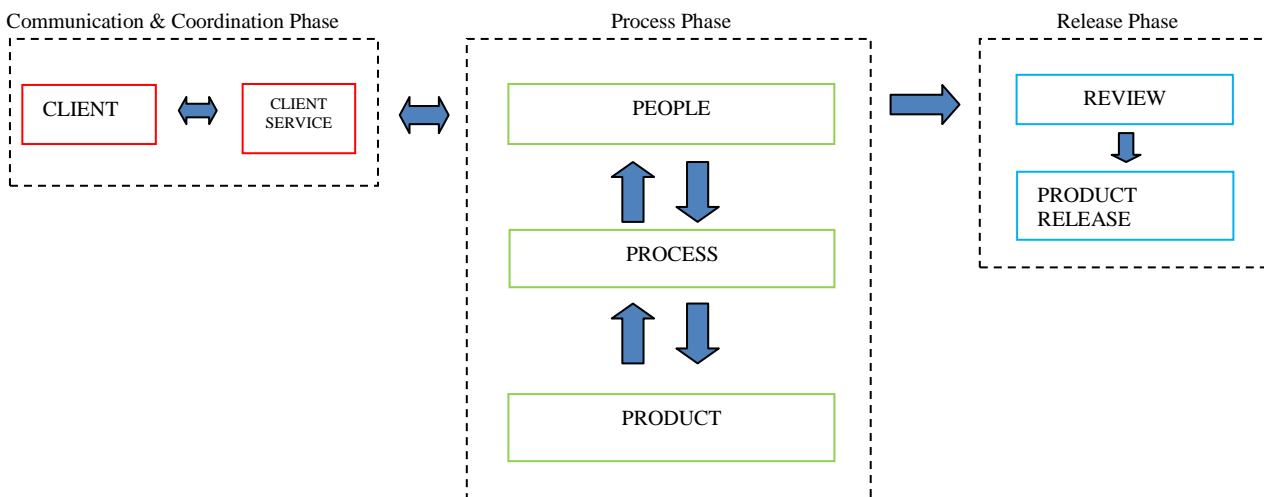 Communication & Coordination Phase
Process Phase
Release Phase
CLIENT
CLIENT
SERVICE
PEOPLE
REVIEW
PRODUCT
RELEASE
PROCESS
PRODUCT